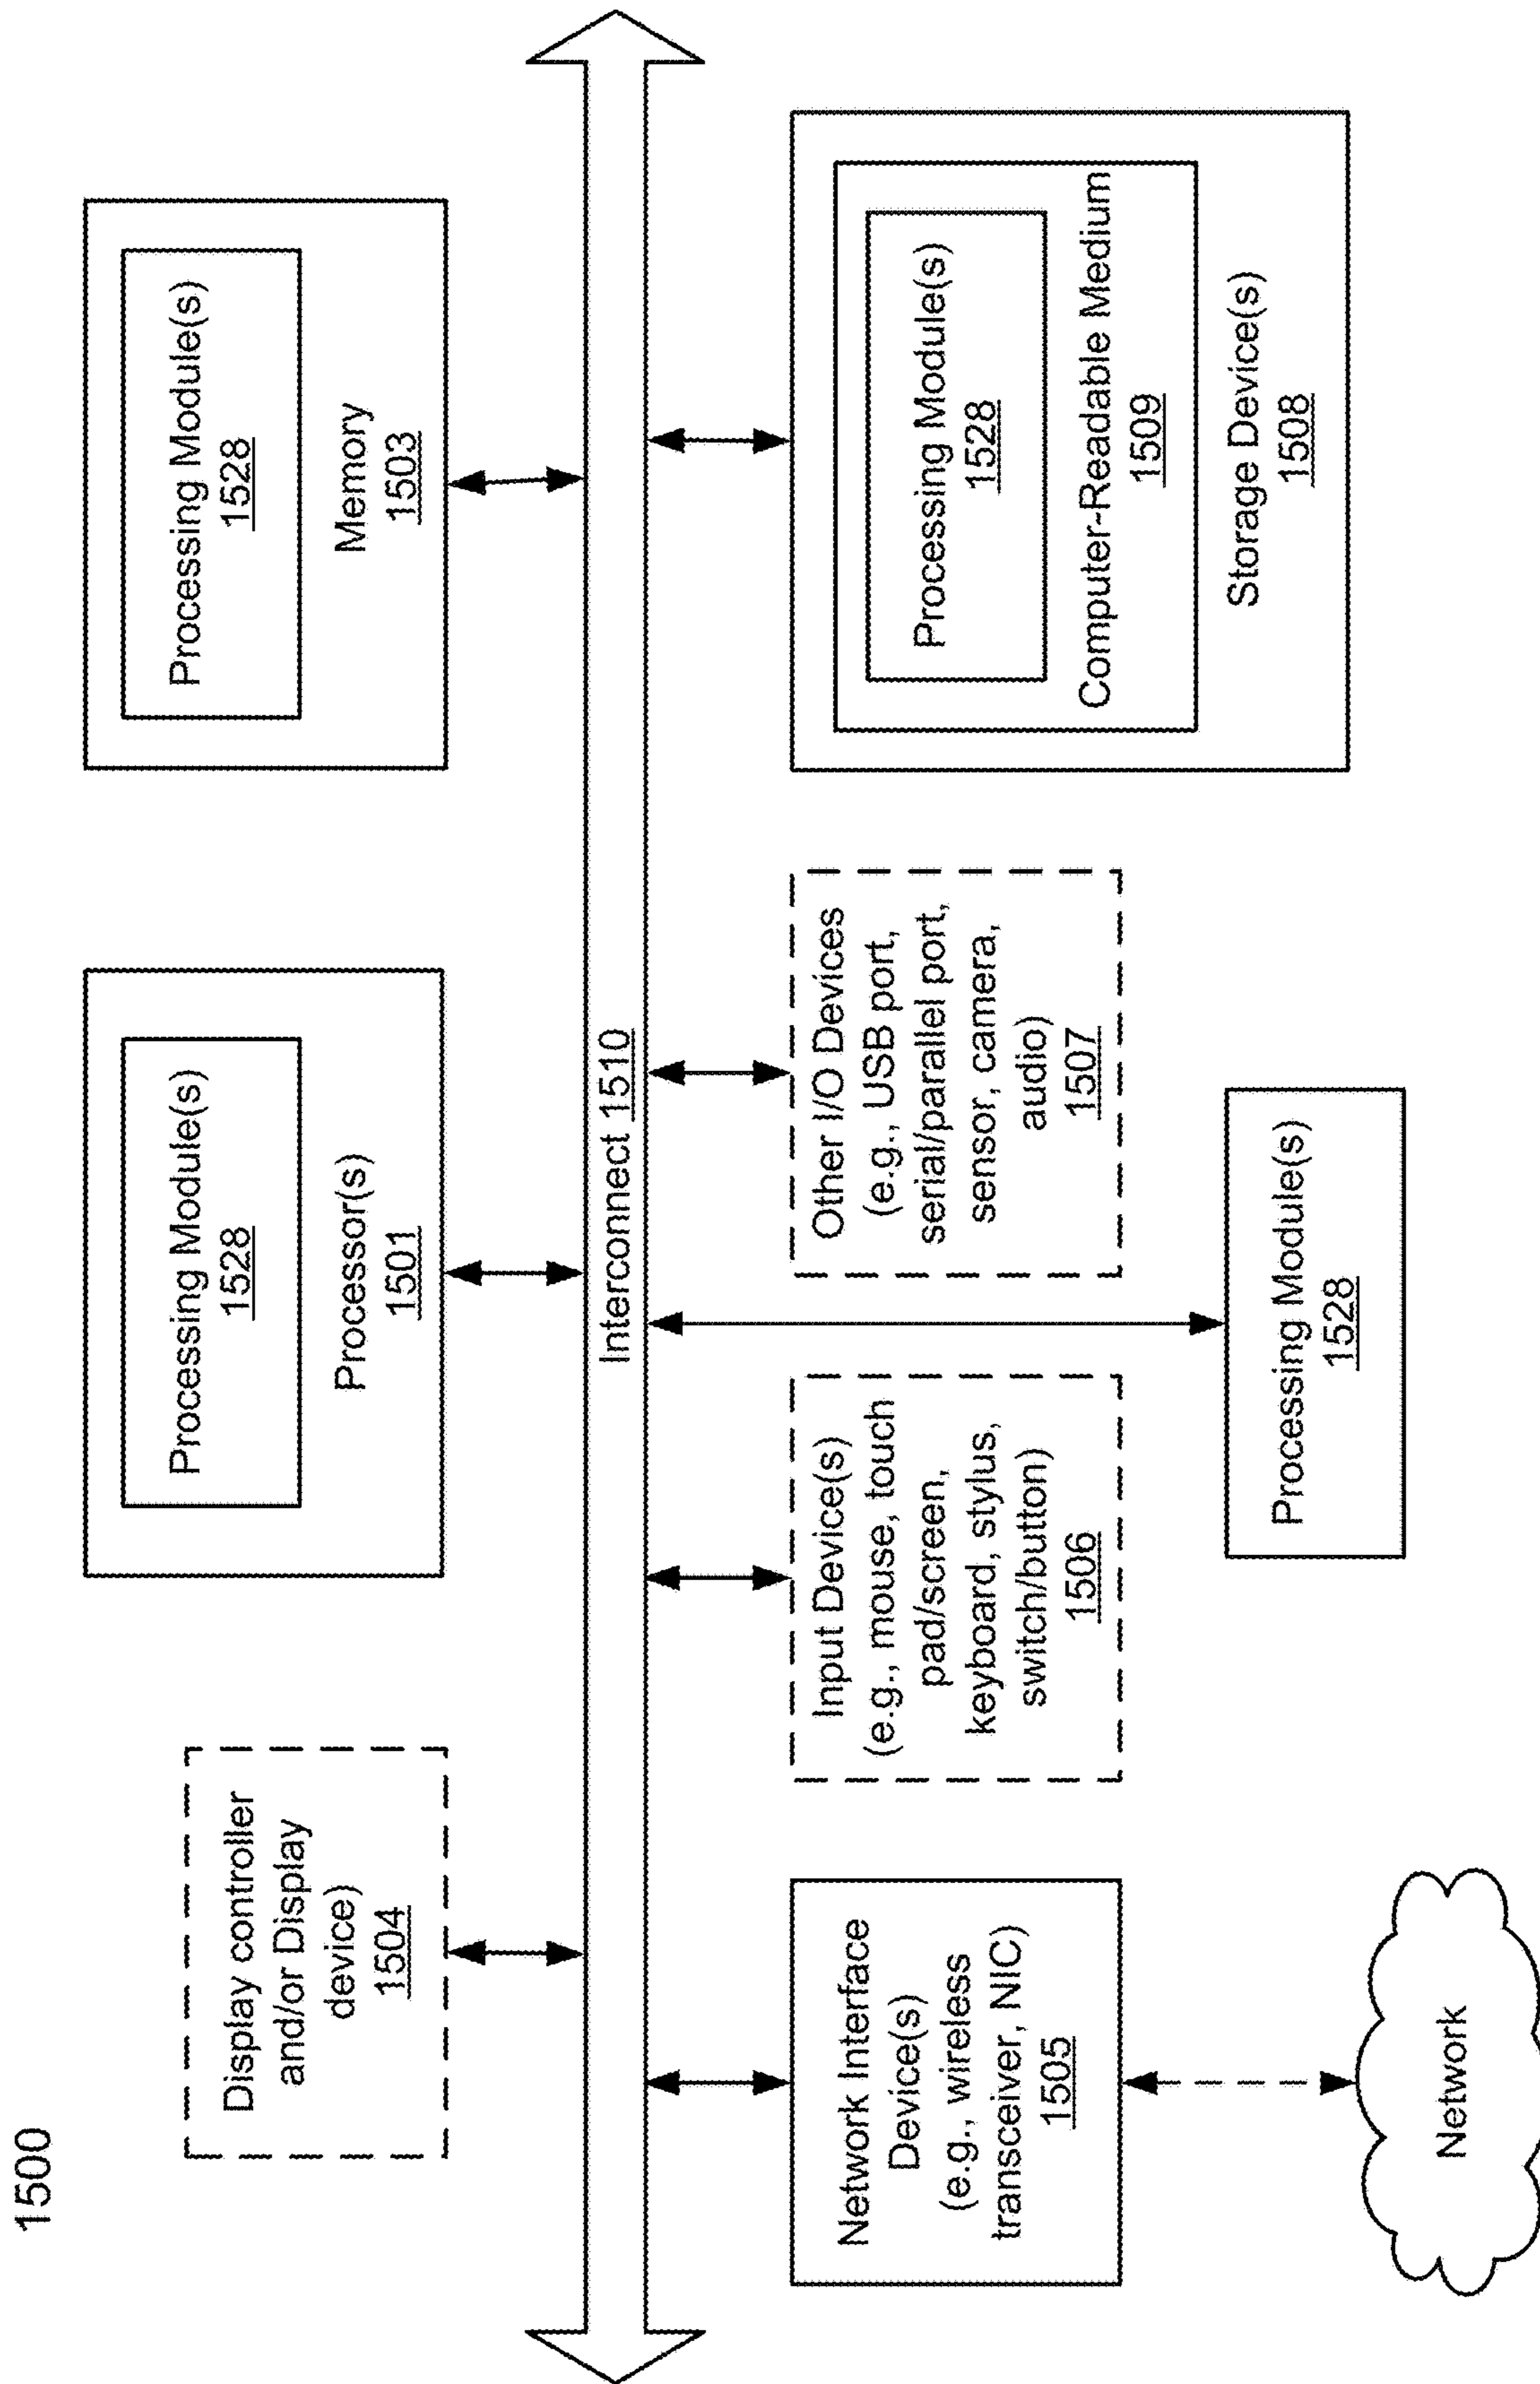 1500
Display controller
and/or Display
device)
1504
Processing Module(s)
1528
Processor(s)
1501
Processing Module(s)
1528
Memory
1503
Interconnect 1510
Network Interface
Device(s)
(e.g., wireless
transceiver, NIC)
1505
Input Device(s)
(e.g., mouse, touch
pad/screen,
keyboard, stylus,
switch/button)
1506
Other I/O Devices
(e.g., USB port,
serial/parallel port,
sensor, camera,
audio)
1507
Processing Module(s)
1528
Computer-Readable Medium
1509
Storage Device(s)
1508
Processing Module(s)
1528
Network